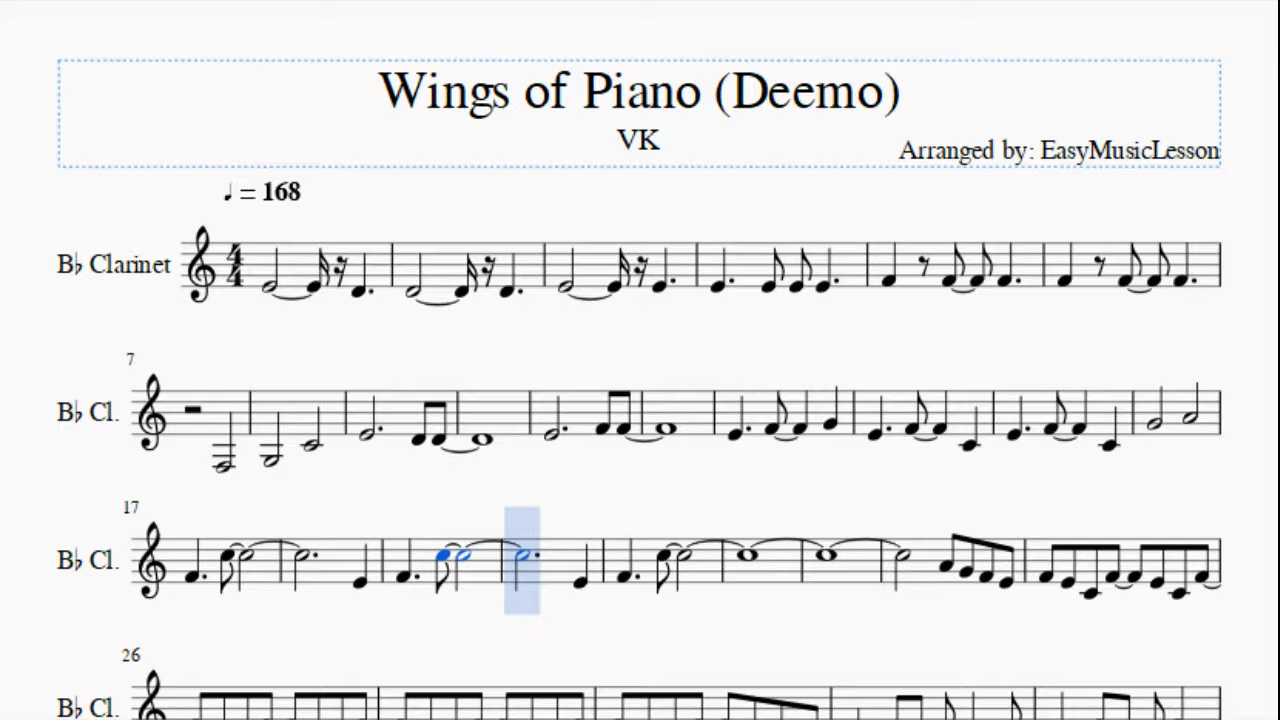 Wings of Piano (Deemo)
VK
Arranged by: EasyMusicLesson
♩ = 168
B♭ Clarinet
4
4
7
B♭ Cl.
17
B♭ Cl.
26
B♭ Cl.